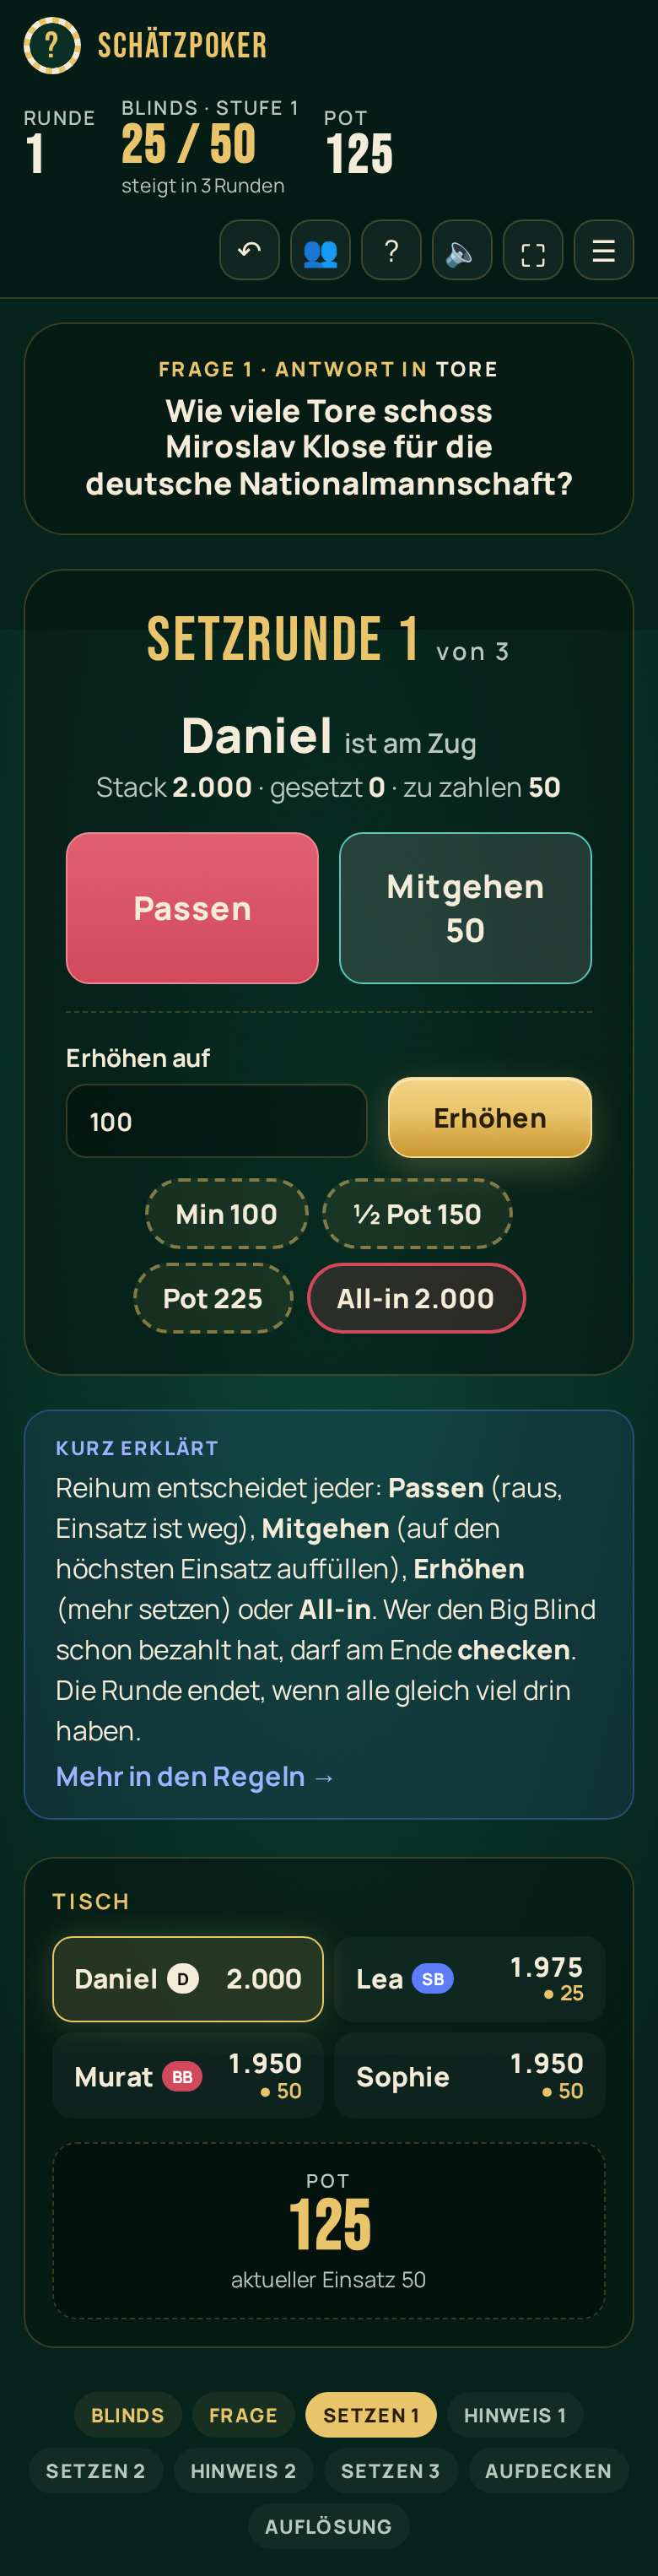 ?
SCHÄTZPOKER
RUNDE
1
BLINDS · STUFE 1
25 / 50
steigt in 3 Runden
POT
125
?
FRAGE 1 · ANTWORT IN TORE
Wie viele Tore schoss
Miroslav Klose für die
deutsche Nationalmannschaft?
SETZRUNDE 1 von 3
Daniel ist am Zug
Stack 2.000 · gesetzt 0 · zu zahlen 50
Passen
Mitgehen
50
Erhöhen auf
100
Erhöhen
Min 100
½ Pot 150
Pot 225
All-in 2.000
KURZ ERKLÄRT
Reihum entscheidet jeder: Passen (raus,
Einsatz ist weg), Mitgehen (auf den
höchsten Einsatz auffüllen), Erhöhen
(mehr setzen) oder All-in. Wer den Big Blind
schon bezahlt hat, darf am Ende checken.
Die Runde endet, wenn alle gleich viel drin
haben.
Mehr in den Regeln →
TISCH
Daniel D 2.000
Lea SB 1.975
● 25
Murat BB 1.950
● 50
Sophie 1.950
● 50
POT
125
aktueller Einsatz 50
BLINDS
FRAGE
SETZEN 1
HINWEIS 1
SETZEN 2
HINWEIS 2
SETZEN 3
AUFDECKEN
AUFLÖSUNG